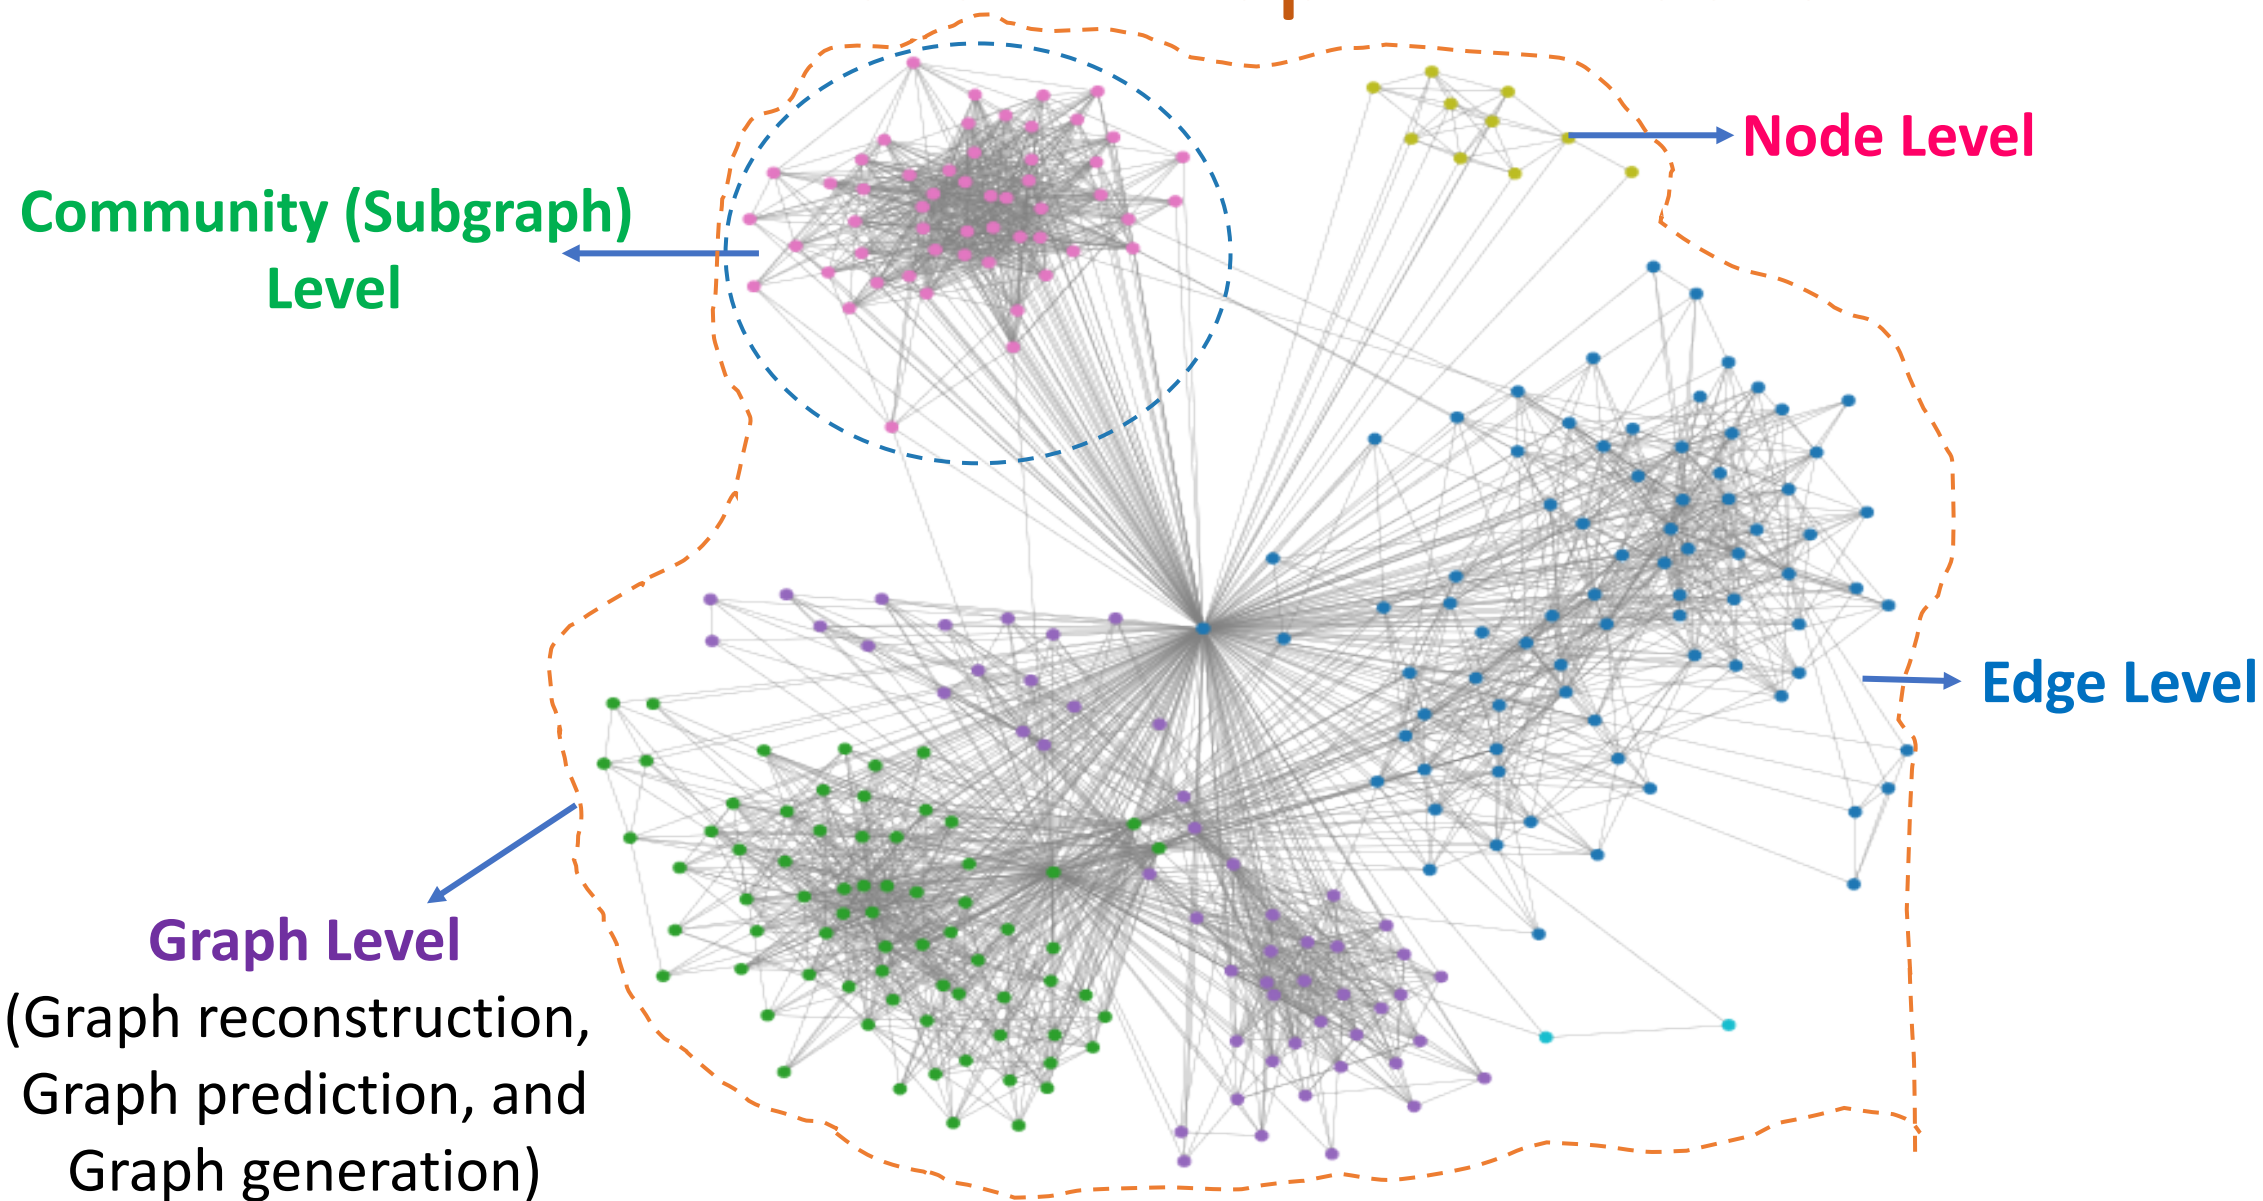 Node Level
Community (Subgraph)
Level
Edge Level
Graph Level
(Graph reconstruction,
Graph prediction, and
Graph generation)